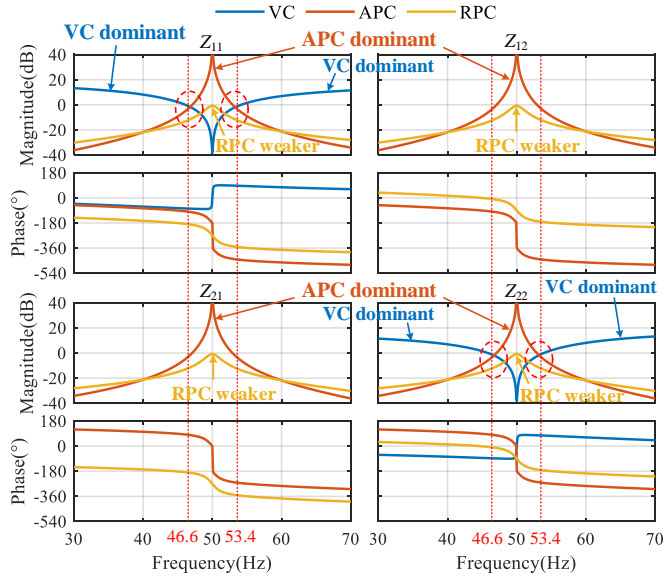 VC APC RPC
Z11 Z12
VC dominant APC dominant VC dominant
Magnitude(dB)
40
20
0
-20
-40
RPC weaker RPC weaker
Phase(°)
180
0
-180
-360
-540
Z21 Z22
APC dominant VC dominant
VC dominant
Magnitude(dB)
40
20
0
-20
-40
RPC weaker RPC weaker
Phase(°)
180
0
-180
-360
-540
30 40 46.6 50 53.4 60 70 30 40 46.6 50 53.4 60 70
Frequency(Hz) Frequency(Hz)